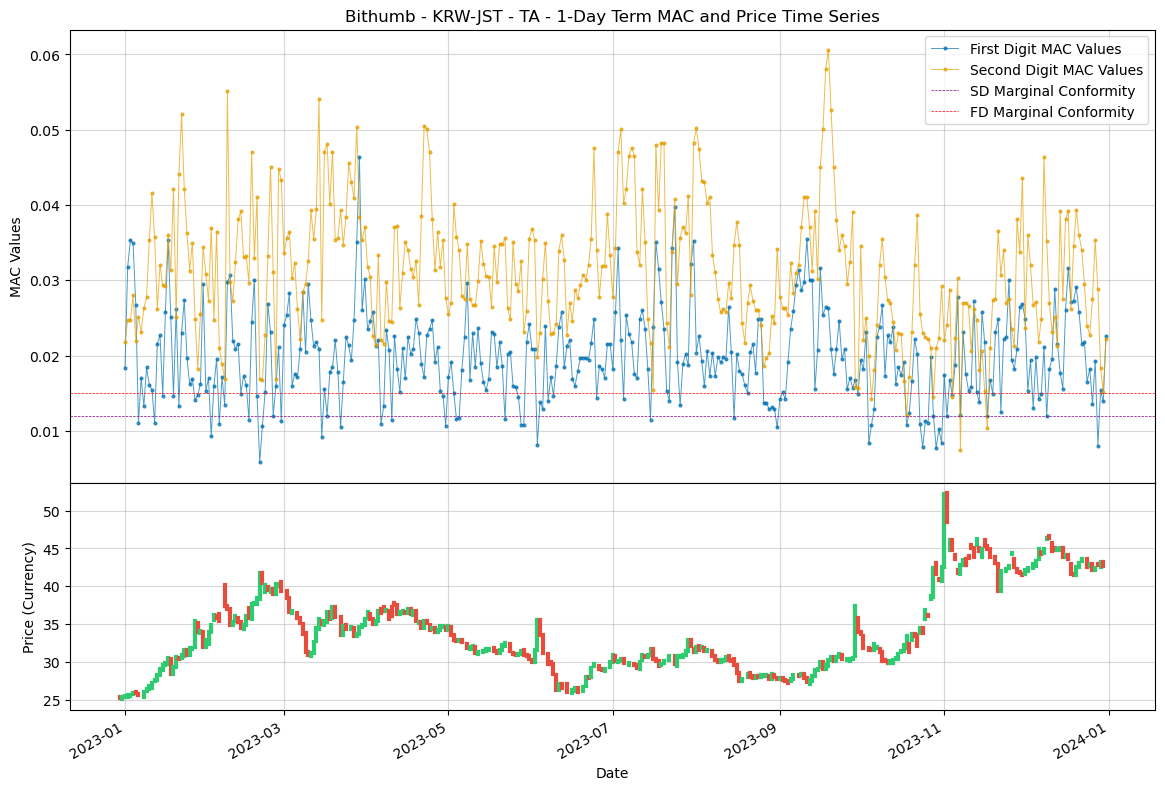 Bithumb - KRW-JST - TA - 1-Day Term MAC and Price Time Series
First Digit MAC Values
Second Digit MAC Values
SD Marginal Conformity
FD Marginal Conformity
0.06
0.05
0.04
0.03
0.02
0.01
MAC Values
50
45
40
35
30
25
Price (Currency)
2023-01
2023-03
2023-05
2023-07
2023-09
2023-11
2024-01
Date